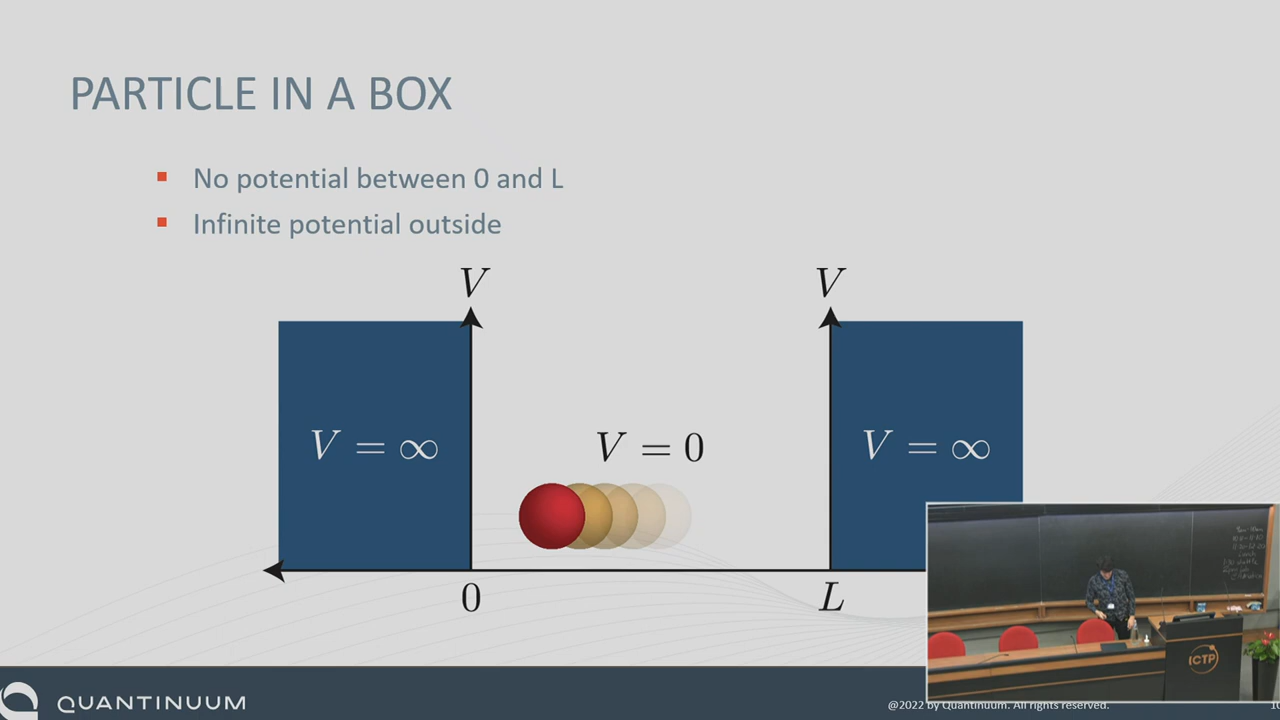 PARTICLE IN A BOX
▪ No potential between 0 and L
▪ Infinite potential outside
V V
V = ∞ V = 0 V = ∞
0 L
ICTP
QUANTINUUM
@2022 by Quantinuum. All rights reserved.